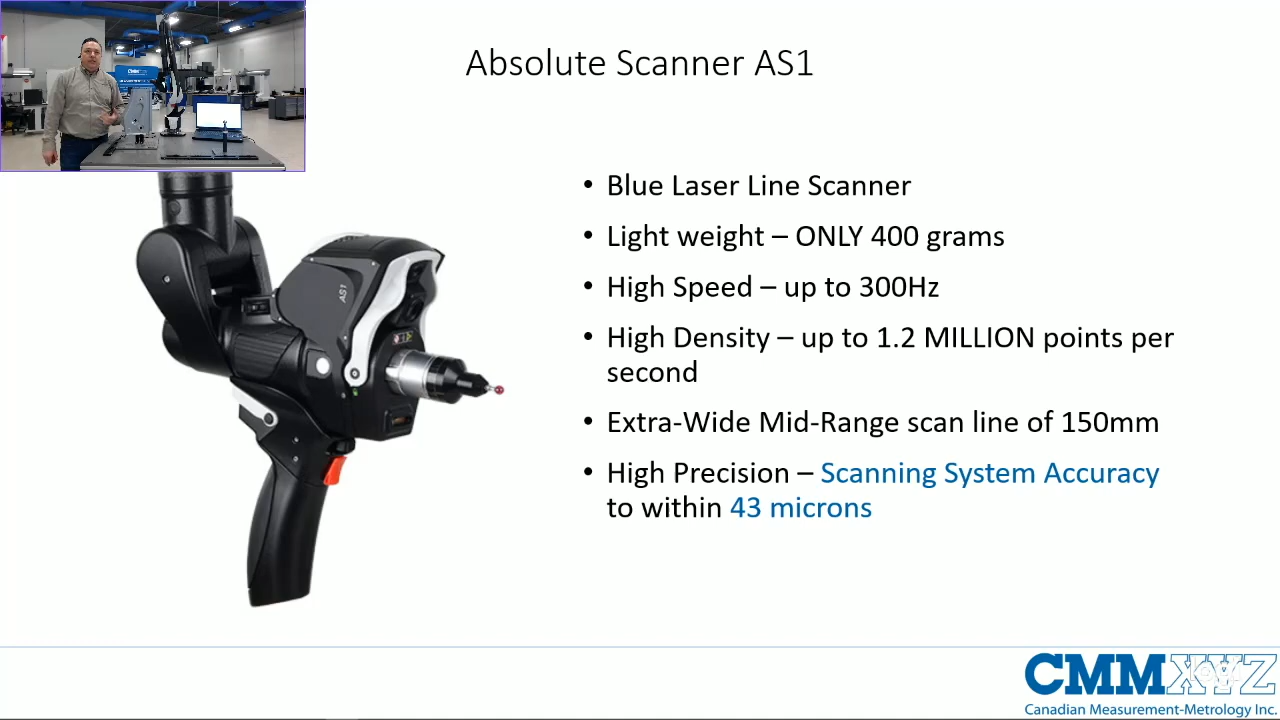 Absolute Scanner AS1
• Blue Laser Line Scanner
• Light weight – ONLY 400 grams
• High Speed – up to 300Hz
• High Density – up to 1.2 MILLION points per
second
• Extra-Wide Mid-Range scan line of 150mm
• High Precision – Scanning System Accuracy
to within 43 microns
AS1
CMMXYZ
Canadian Measurement-Metrology Inc.